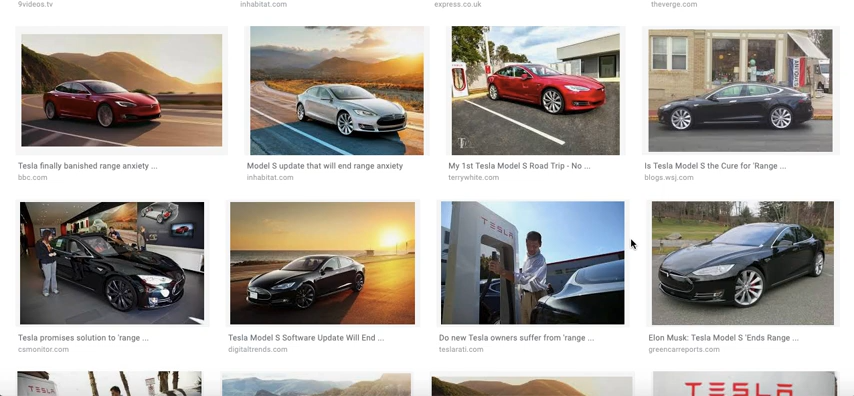 9videos.tv
inhabitat.com
express.co.uk
theverge.com
Tesla finally banished range anxiety ...
bbc.com
Model S update that will end range anxiety
inhabitat.com
My 1st Tesla Model S Road Trip - No ...
terrywhite.com
Is Tesla Model S the Cure for 'Range ...
blogs.wsj.com
TESLA
Tesla promises solution to 'range ...
csmonitor.com
Tesla Model S Software Update Will End ...
digitaltrends.com
Do new Tesla owners suffer from 'range ...
teslarati.com
Elon Musk: Tesla Model S 'Ends Range ...
greencarreports.com
TESLA